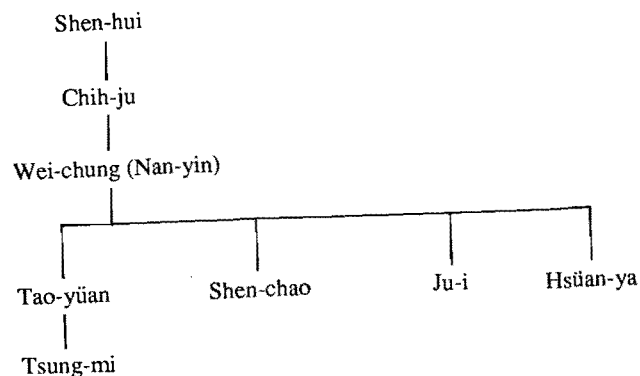 Shen-hui
Chih-ju
Wei-chung (Nan-yin)
Tao-yüan Shen-chao Ju-i Hsüan-ya
Tsung-mi